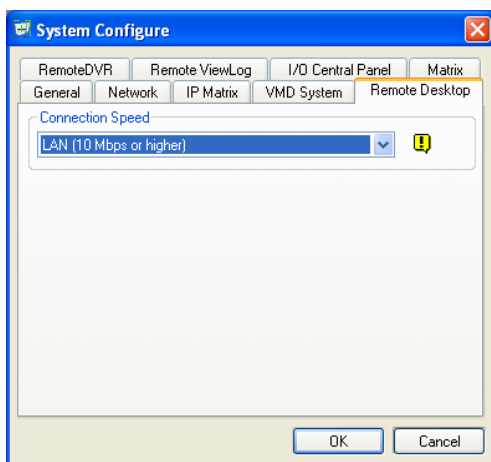 System Configure
RemoteDVR Remote ViewLog I/O Central Panel Matrix
General Network IP Matrix VMD System Remote Desktop
Connection Speed
LAN (10 Mbps or higher)
OK Cancel